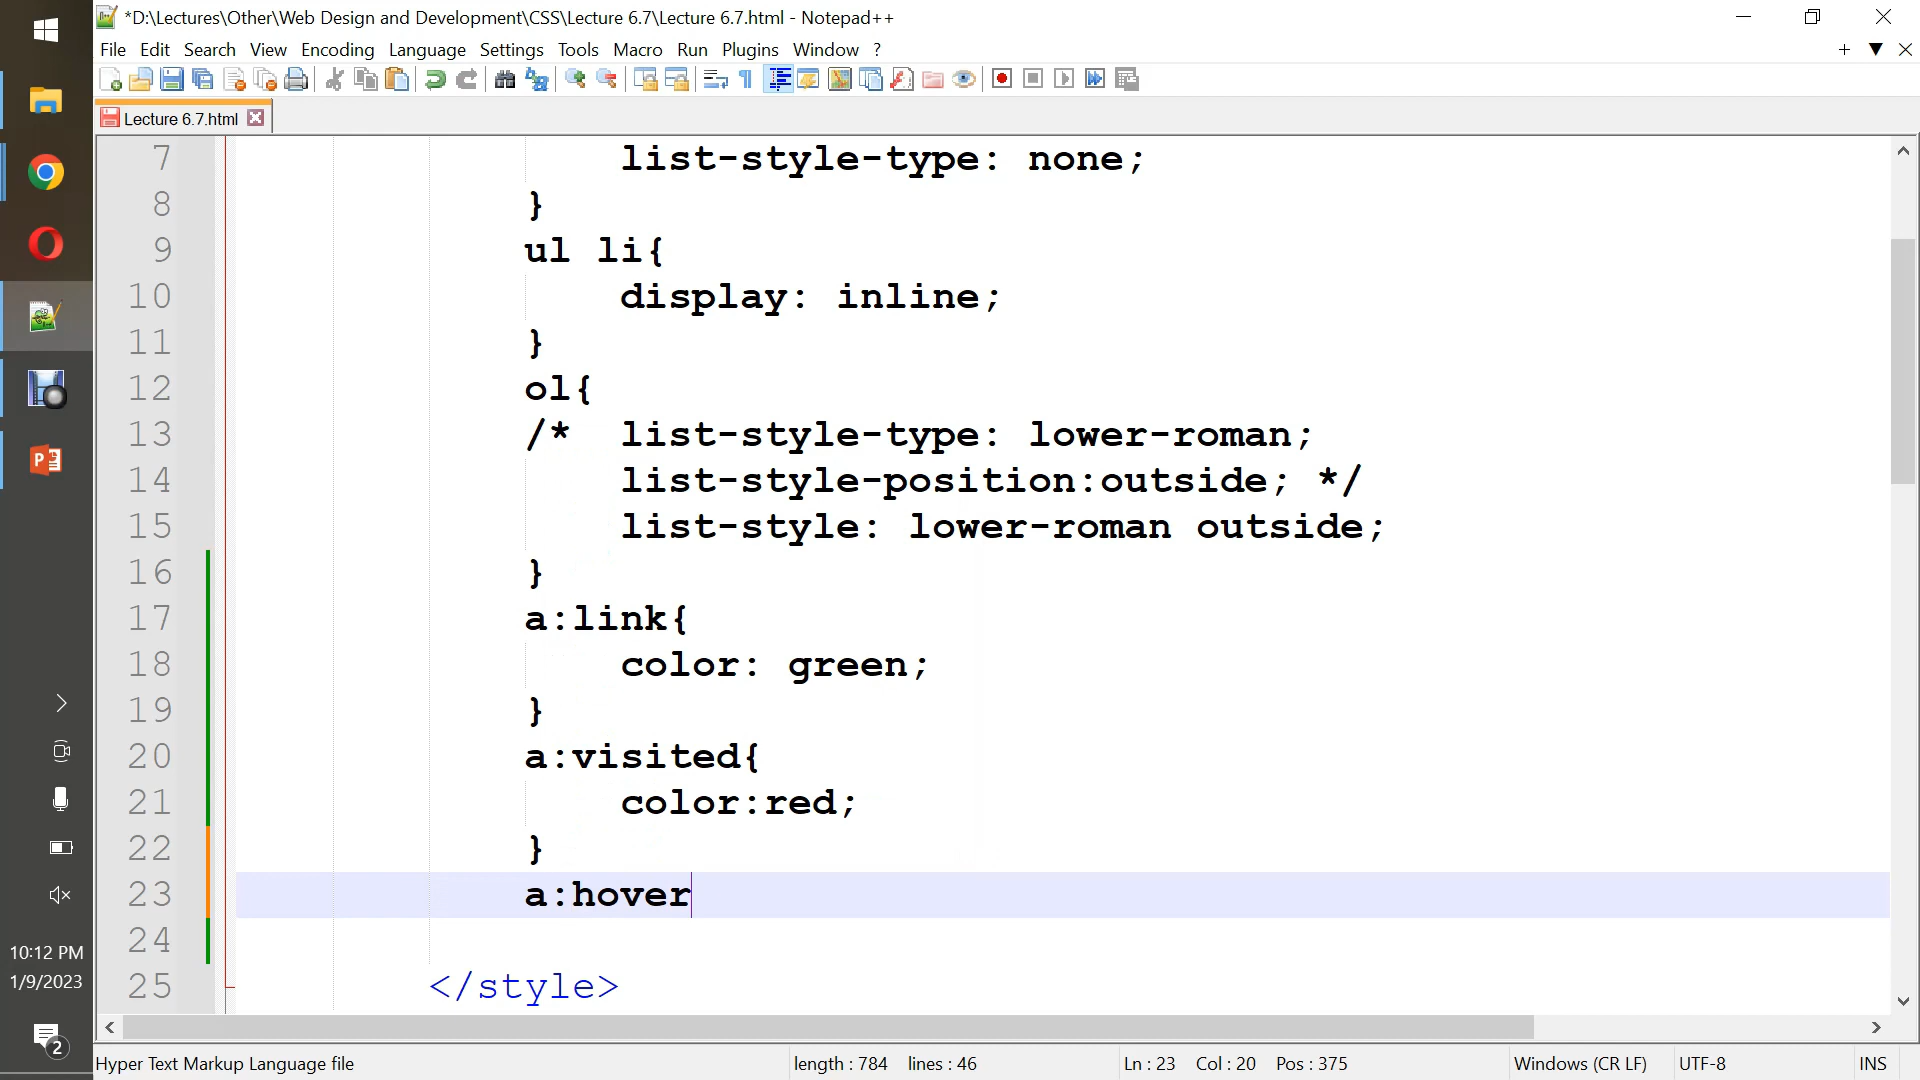 *D:\Lectures\Other\Web Design and Development\CSS\Lecture 6.7\Lecture 6.7.html - Notepad++
File Edit Search View Encoding Language Settings Tools Macro Run Plugins Window ?
Lecture 6.7.html
7 list-style-type: none;
8 }
9 ul li{
10 display: inline;
11 }
12 ol{
13 /* list-style-type: lower-roman;
14 list-style-position:outside; */
15 list-style: lower-roman outside;
16 }
17 a:link{
18 color: green;
19 }
20 a:visited{
21 color:red;
22 }
23 a:hover
24
25 </style>
10:12 PM
1/9/2023
2
Hyper Text Markup Language file length : 784 lines : 46 Ln : 23 Col : 20 Pos : 375 Windows (CR LF) UTF-8 INS